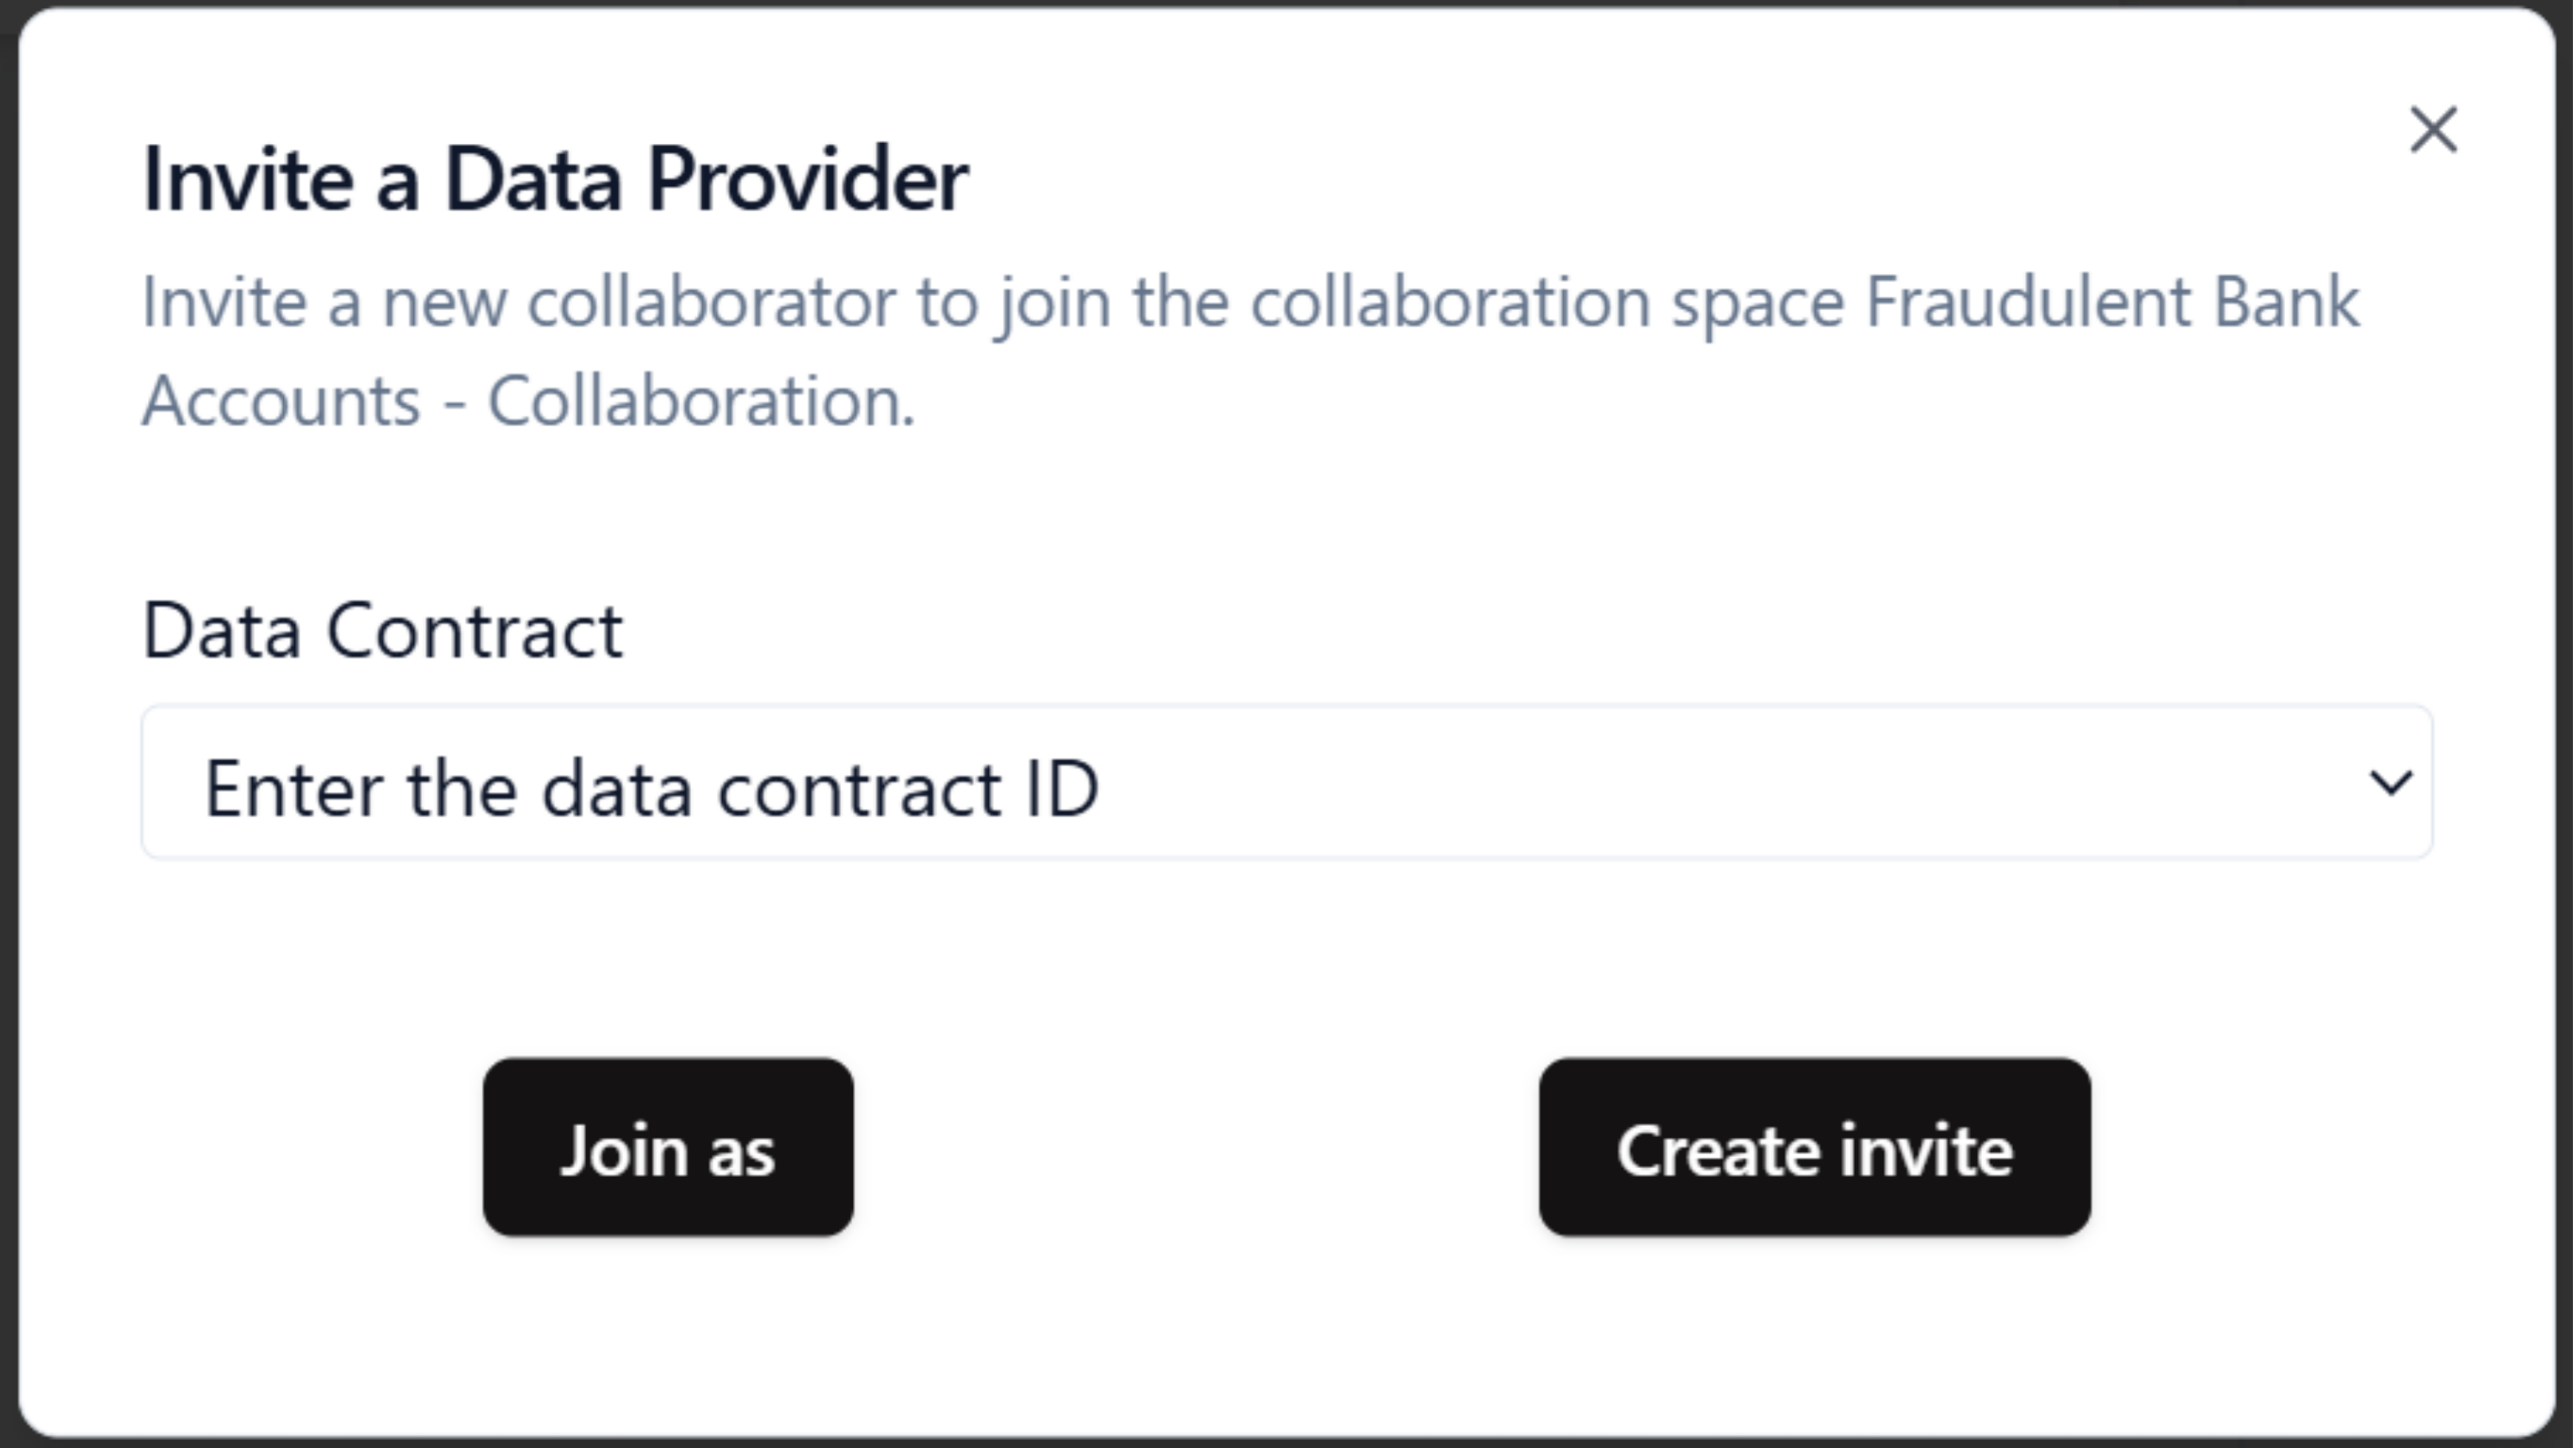 Invite a Data Provider
Invite a new collaborator to join the collaboration space Fraudulent Bank
Accounts - Collaboration.
Data Contract
Enter the data contract ID
Join as
Create invite